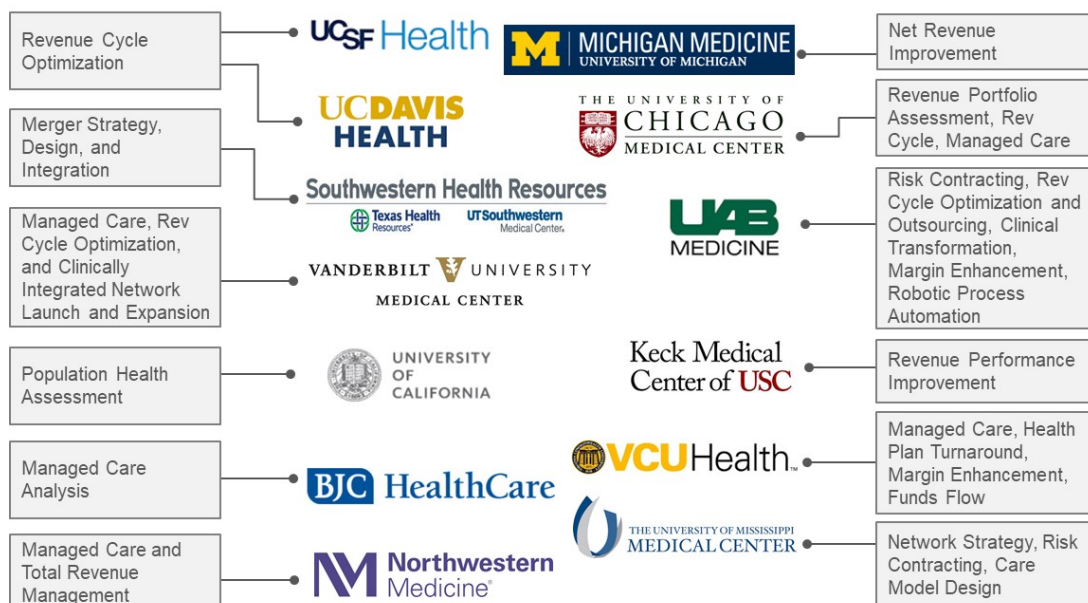 Revenue Cycle
Optimization
UCSF Health
MICHIGAN MEDICINE
UNIVERSITY OF MICHIGAN
Net Revenue
Improvement
UCDAVIS
HEALTH
THE UNIVERSITY OF
CHICAGO
MEDICAL CENTER
Revenue Portfolio
Assessment, Rev
Cycle, Managed Care
Merger Strategy,
Design, and
Integration
Southwestern Health Resources
Texas Health
Resources®
UTSouthwestern
Medical Center®
UAB
MEDICINE
Risk Contracting, Rev
Cycle Optimization and
Outsourcing, Clinical
Transformation,
Margin Enhancement,
Robotic Process
Automation
Managed Care, Rev
Cycle Optimization,
and Clinically
Integrated Network
Launch and Expansion
VANDERBILT V UNIVERSITY
MEDICAL CENTER
Population Health
Assessment
UNIVERSITY
OF
CALIFORNIA
Keck Medical
Center of USC
Revenue Performance
Improvement
Managed Care
Analysis
BJC HealthCare
VCUHealth™
Managed Care, Health
Plan Turnaround,
Margin Enhancement,
Funds Flow
Managed Care and
Total Revenue
Management
Northwestern
Medicine®
THE UNIVERSITY OF MISSISSIPPI
MEDICAL CENTER
Network Strategy, Risk
Contracting, Care
Model Design